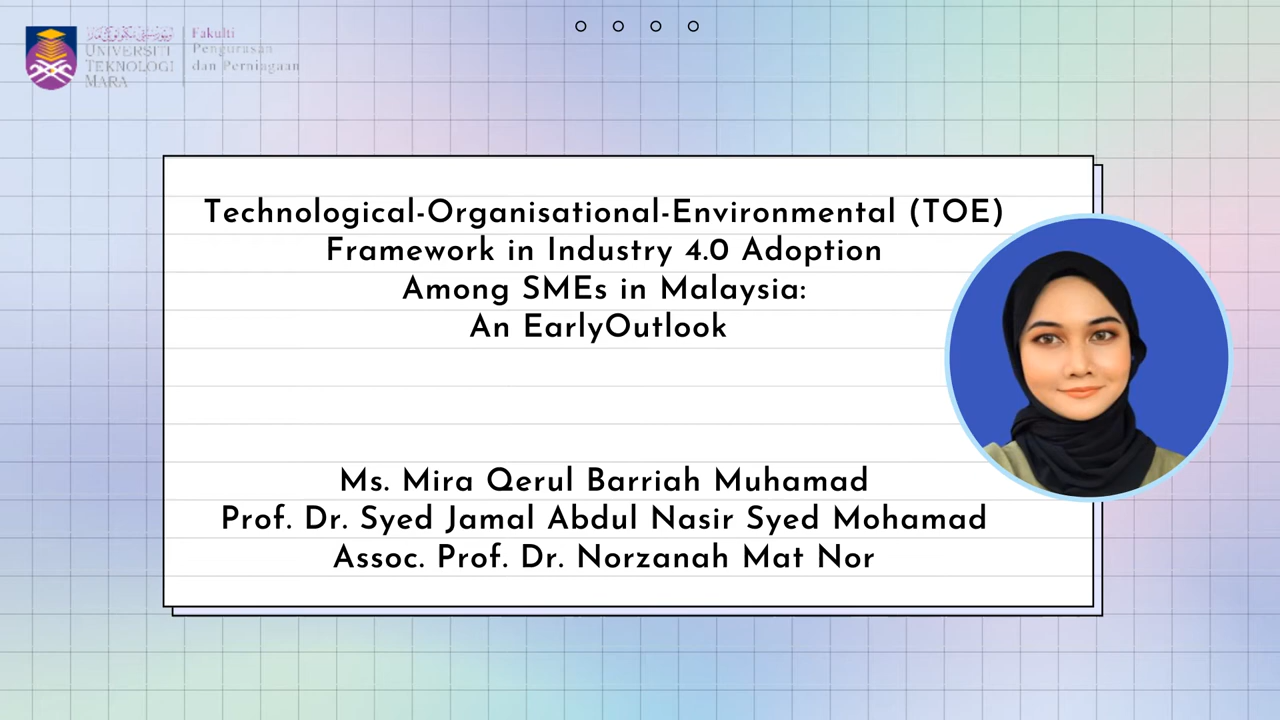 UNIVERSITI
TEKNOLOGI
MARA
Fakulti
Pengurusan
dan Perniagaan
Technological-Organisational-Environmental (TOE)
Framework in Industry 4.0 Adoption
Among SMEs in Malaysia:
An EarlyOutlook
Ms. Mira Qerul Barriah Muhamad
Prof. Dr. Syed Jamal Abdul Nasir Syed Mohamad
Assoc. Prof. Dr. Norzanah Mat Nor